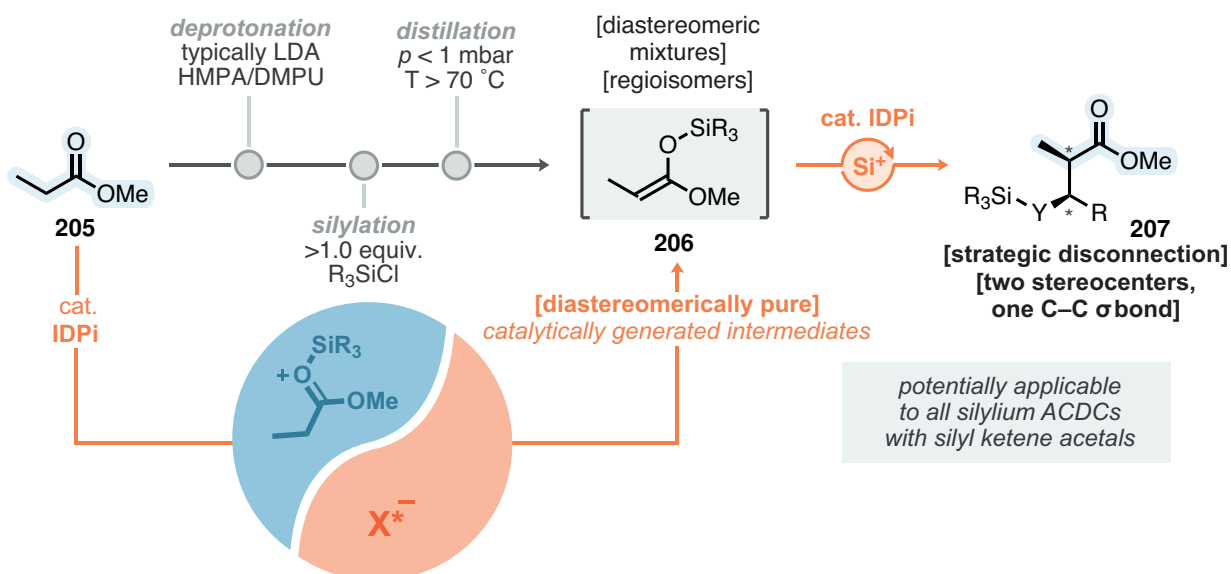 deprotonation
typically LDA
HMPA/DMPU
distillation
p < 1 mbar
T > 70 ˚C
[diastereomeric
mixtures]
[regioisomers]
O
OMe
205
silylation
>1.0 equiv.
R3SiCl
SiR3
O
OMe
206
cat. IDPi
Si+
O
OMe
R3Si
Y
R
*
*
207
[strategic disconnection]
[two stereocenters,
one C–C σ bond]
cat.
IDPi
[diastereomerically pure]
catalytically generated intermediates
SiR3
+
O
OMe
X*−
potentially applicable
to all silylium ACDCs
with silyl ketene acetals